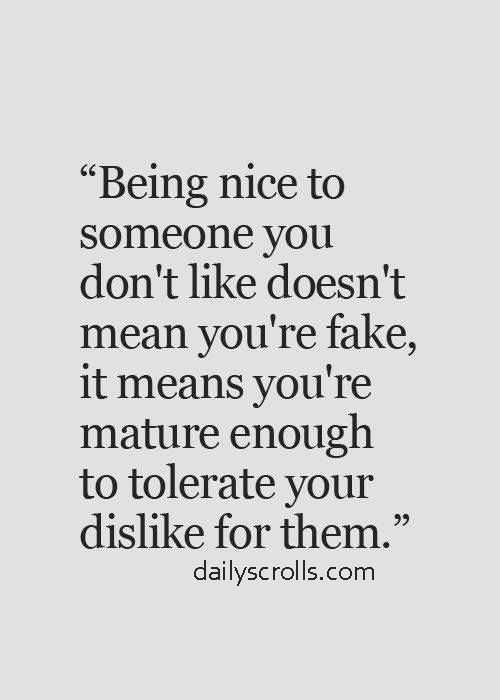 “Being nice to
someone you
don't like doesn't
mean you're fake,
it means you're
mature enough
to tolerate your
dislike for them.”
dailyscrolls.com